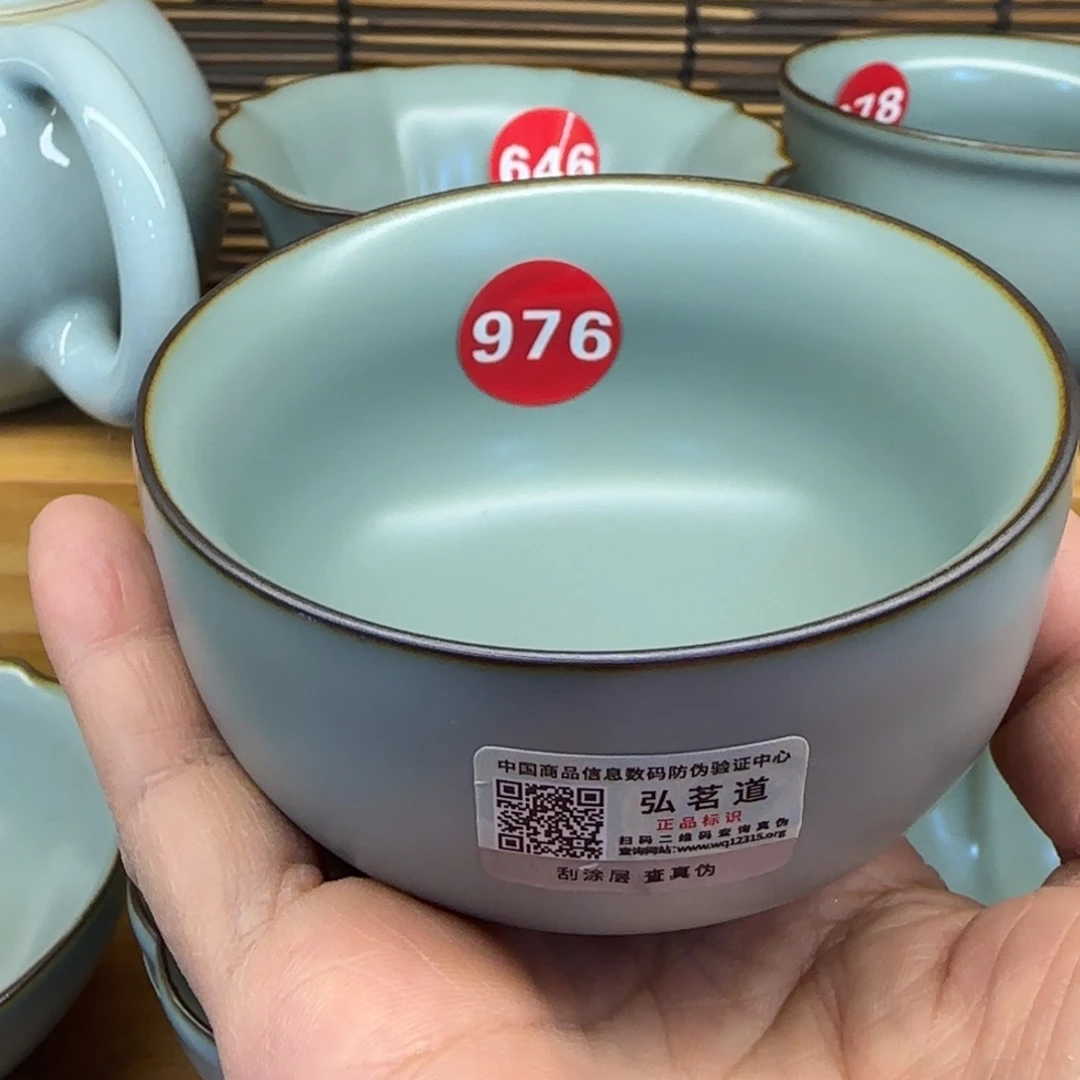 646
78
976
中国商品信息数码防伪验证中心
弘茗道
正品标识
扫码二维码查询真伪
查询网站:www.wq12315.org
刮涂层 查真伪